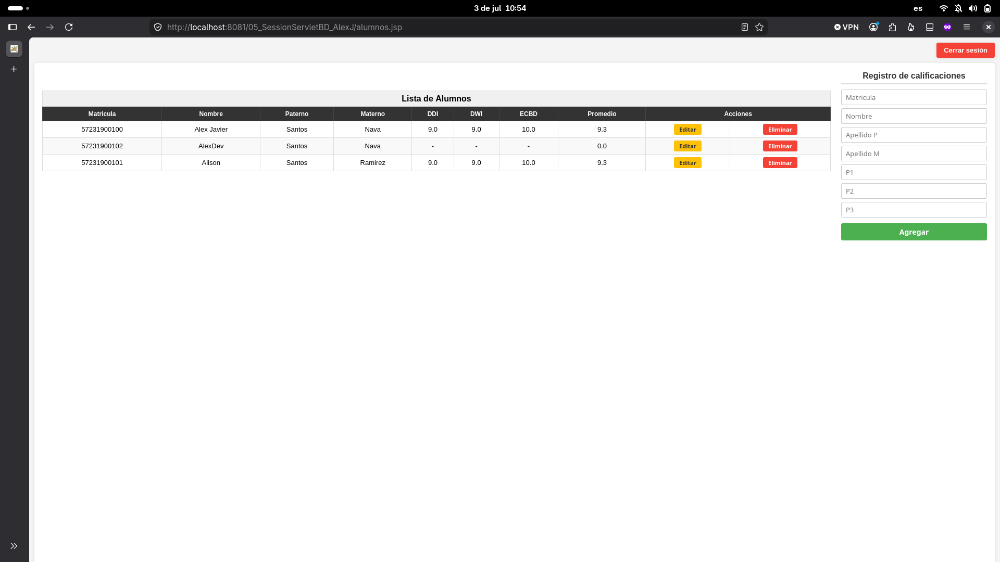 3 de jul 10:54
es
http://localhost:8081/05_SessionServletBD_AlexJ/alumnos.jsp
VPN
Cerrar sesión
Lista de Alumnos
Matricula Nombre Paterno Materno DDI DWI ECBD Promedio Acciones
57231900100 Alex Javier Santos Nava 9.0 9.0 10.0 9.3 Editar Eliminar
57231900102 AlexDev Santos Nava - - - 0.0 Editar Eliminar
57231900101 Alison Santos Ramirez 9.0 9.0 10.0 9.3 Editar Eliminar
Registro de calificaciones
Matricula
Nombre
Apellido P
Apellido M
P1
P2
P3
Agregar